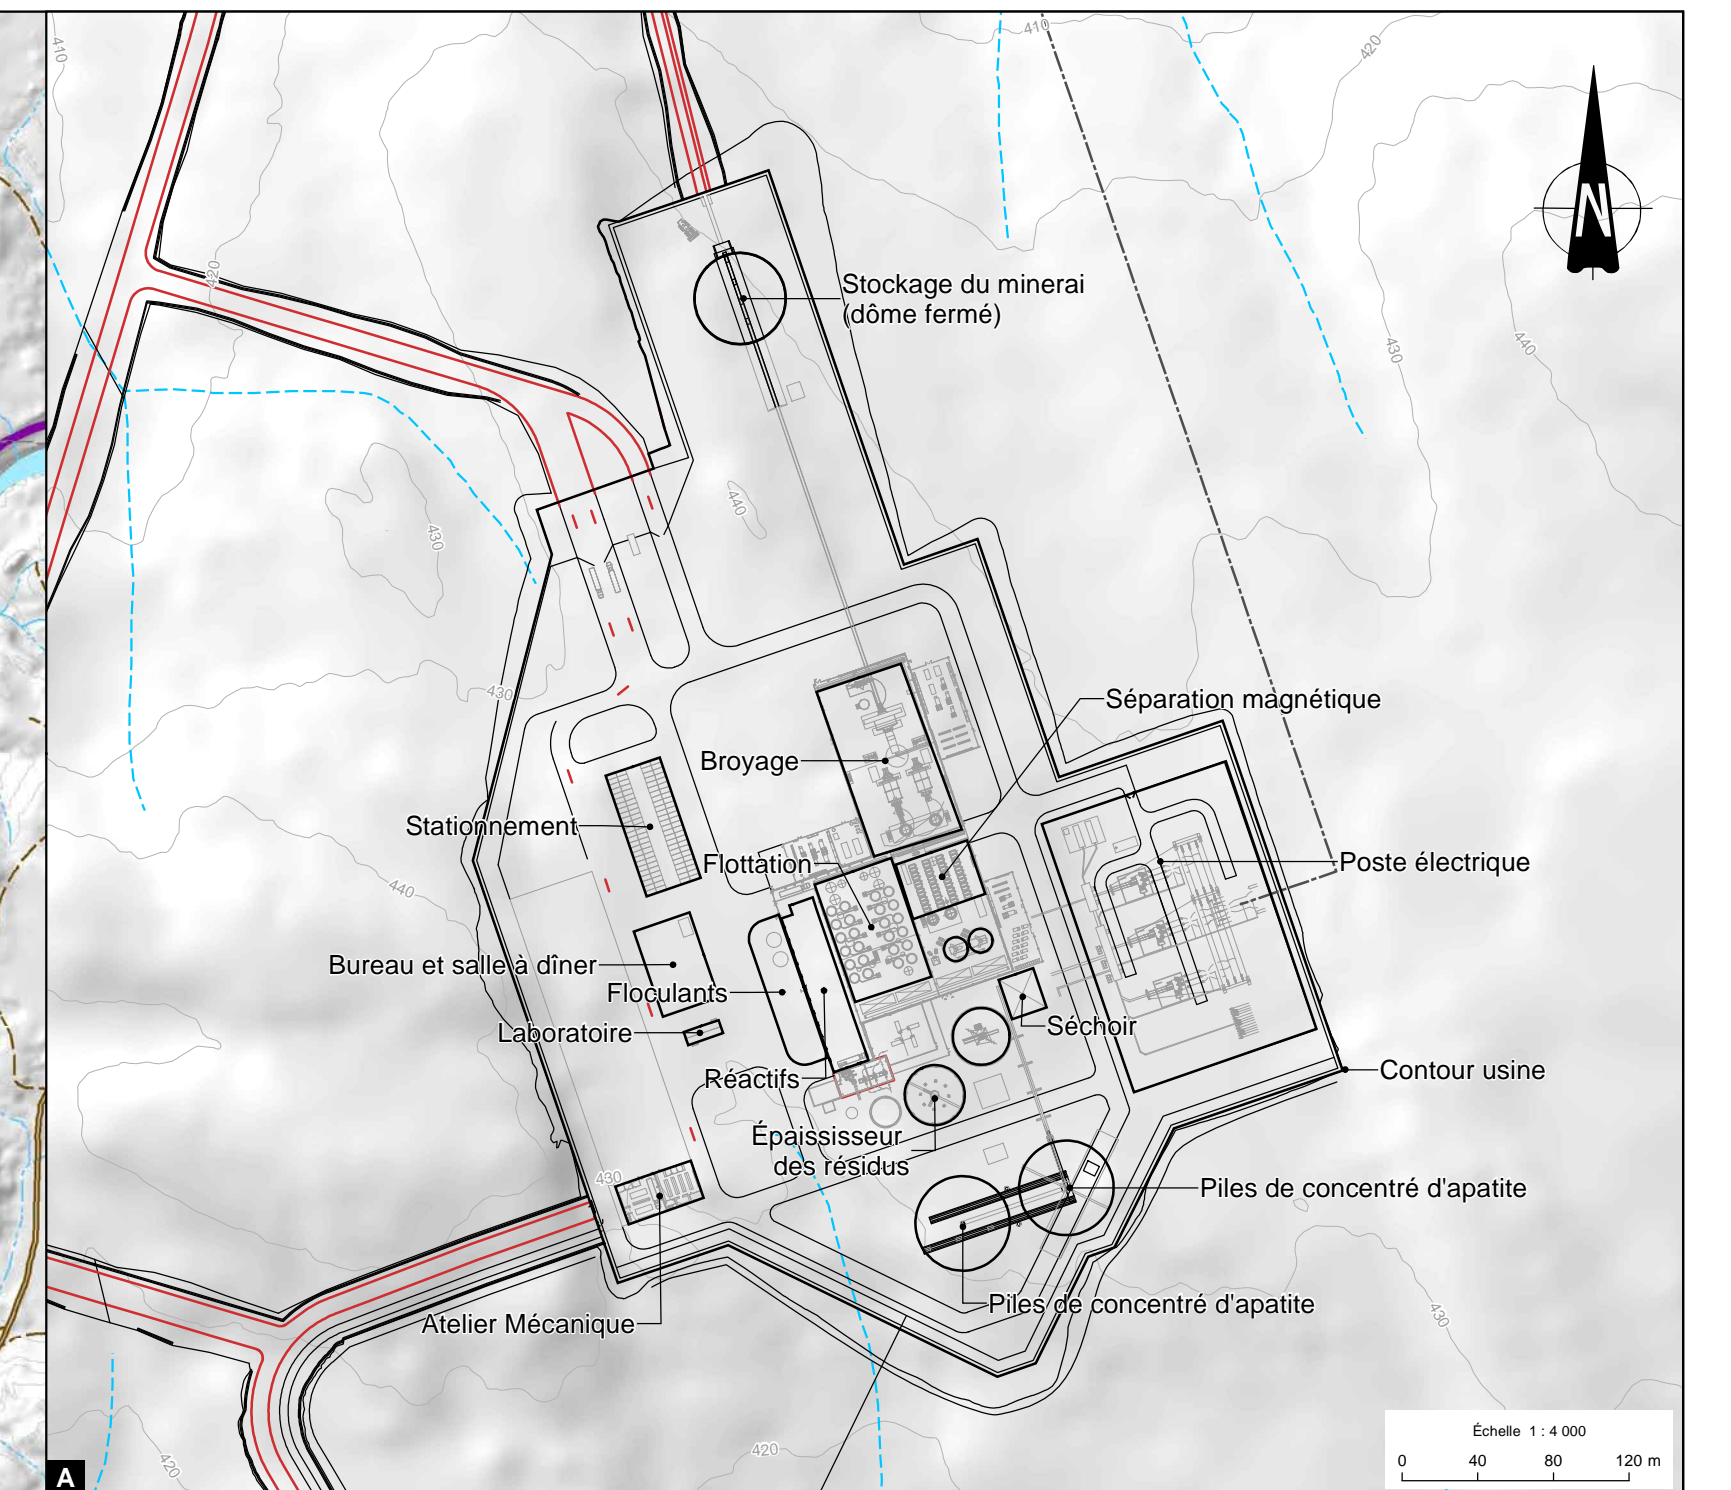 410
410
420
N
420
Stockage du minerai
(dôme fermé)
430
440
440
430
430
Séparation magnétique
Broyage
Stationnement
Flottation
Poste électrique
440
Bureau et salle à dîner
Floculants
Laboratoire
Séchoir
Contour usine
Réactifs
Épaississeur
des résidus
430
Piles de concentré d'apatite
Piles de concentré d'apatite
430
Atelier Mécanique
420
420
Échelle 1 : 4 000
0 40 80 120 m
A